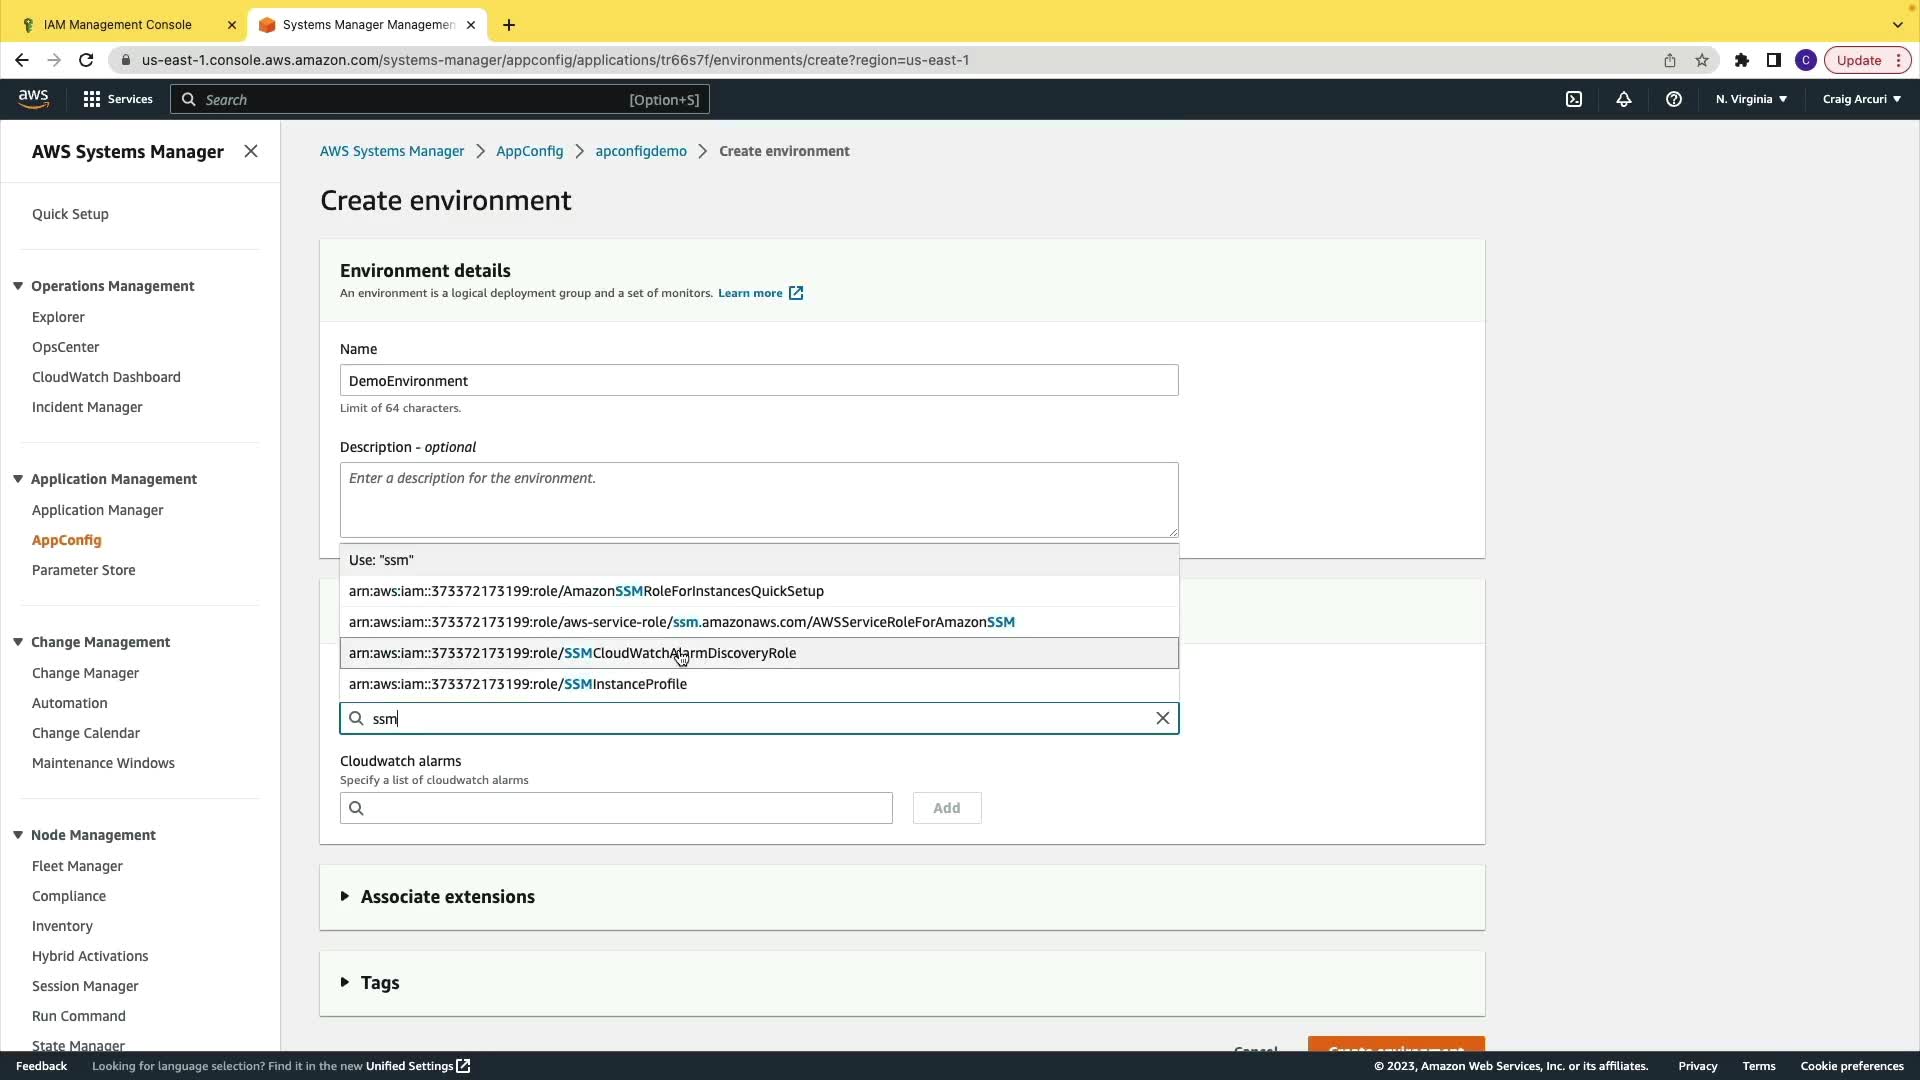 IAM Management Console
Systems Manager Managemen
us-east-1.console.aws.amazon.com/systems-manager/appconfig/applications/tr66s7f/environments/create?region=us-east-1
C
Update
aws
Services
Search
[Option+S]
N. Virginia
Craig Arcuri
AWS Systems Manager
Quick Setup
Operations Management
Explorer
OpsCenter
CloudWatch Dashboard
Incident Manager
Application Management
Application Manager
AppConfig
Parameter Store
Change Management
Change Manager
Automation
Change Calendar
Maintenance Windows
Node Management
Fleet Manager
Compliance
Inventory
Hybrid Activations
Session Manager
Run Command
State Manager
AWS Systems Manager > AppConfig > apconfigdemo > Create environment
Create environment
Environment details
An environment is a logical deployment group and a set of monitors. Learn more
Name
DemoEnvironment
Limit of 64 characters.
Description - optional
Enter a description for the environment.
Use: "ssm"
arn:aws:iam::373372173199:role/AmazonSSMRoleForInstancesQuickSetup
arn:aws:iam::373372173199:role/aws-service-role/ssm.amazonaws.com/AWSServiceRoleForAmazonSSM
arn:aws:iam::373372173199:role/SSMCloudWatchAlarmDiscoveryRole
arn:aws:iam::373372173199:role/SSMInstanceProfile
ssm
Cloudwatch alarms
Specify a list of cloudwatch alarms
Add
Associate extensions
Tags
Cancel
Create environment
Feedback
Looking for language selection? Find it in the new Unified Settings
© 2023, Amazon Web Services, Inc. or its affiliates.
Privacy
Terms
Cookie preferences